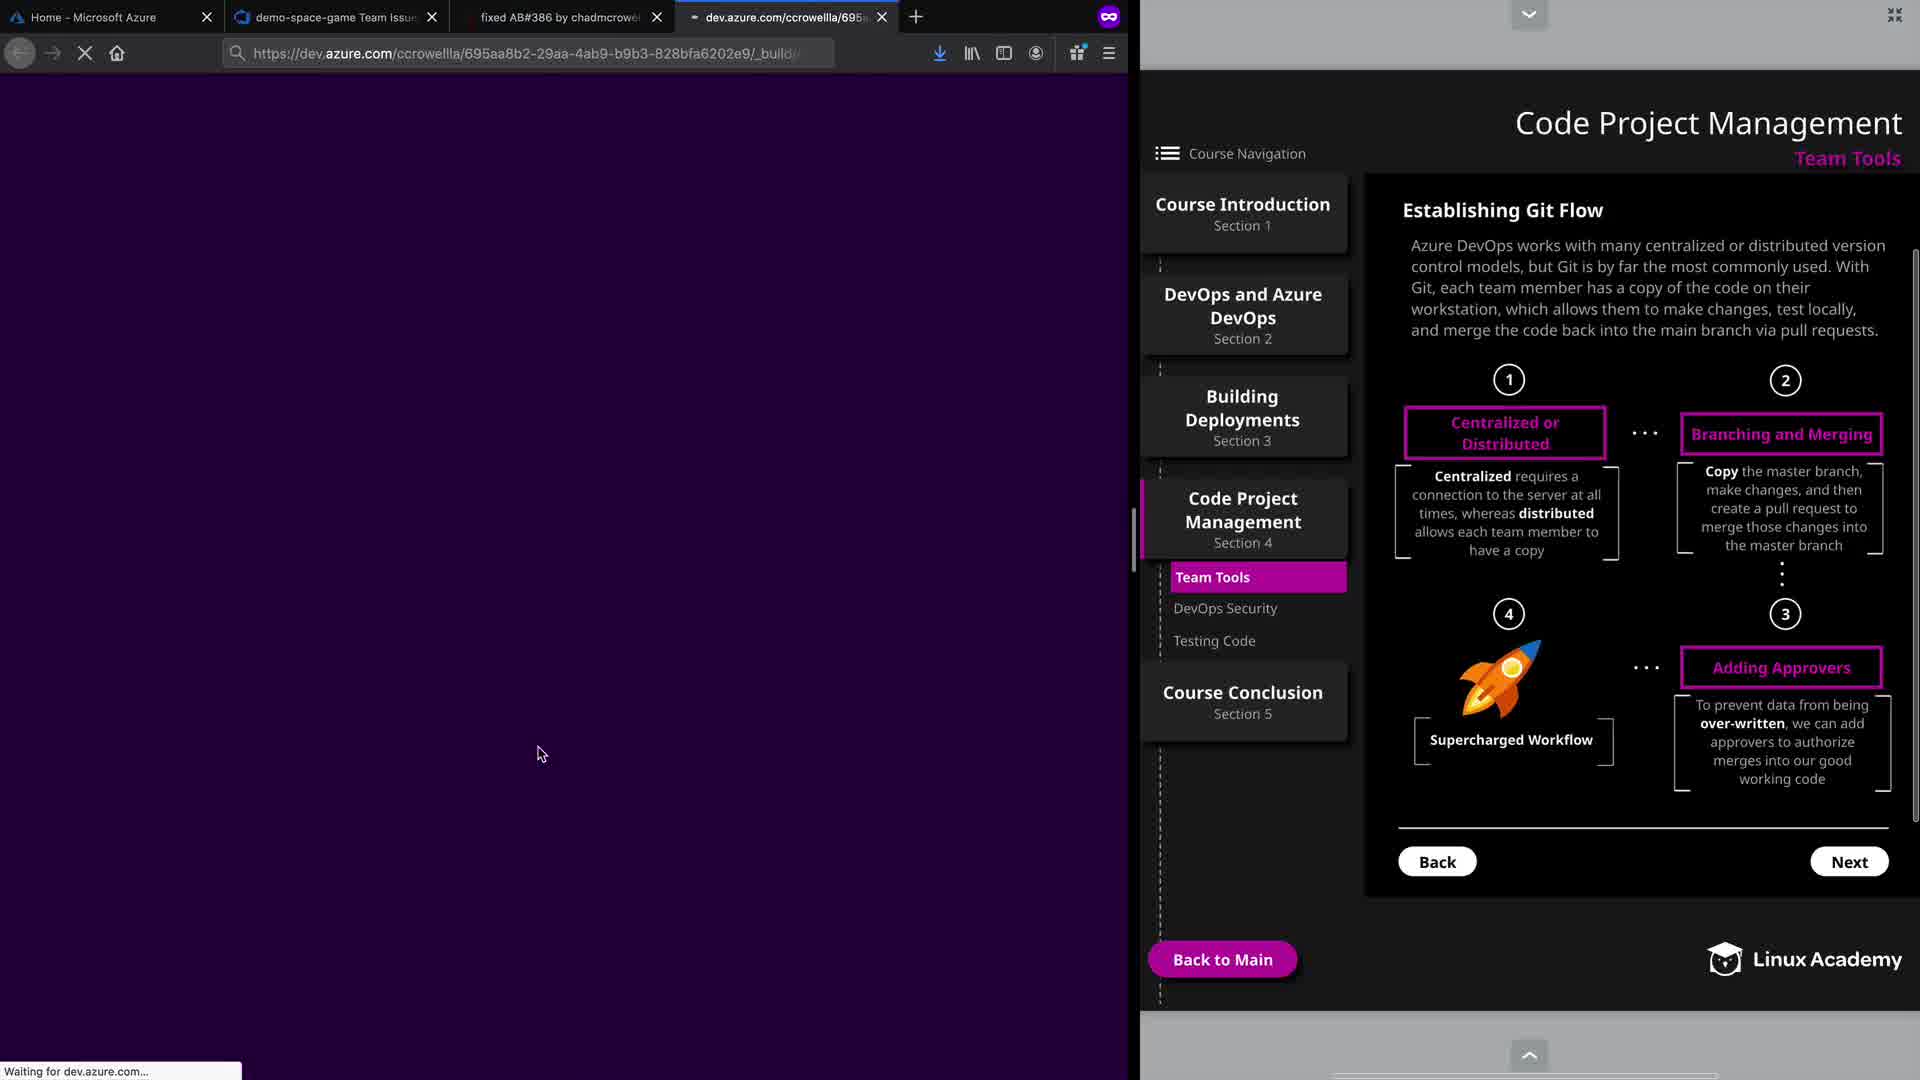 Home - Microsoft Azure
demo-space-game Team Issu
fixed AB#386 by chadmcrowel
dev.azure.com/ccrowellla/695a
https://dev.azure.com/ccrowellla/695aa8b2-29aa-4ab9-b9b3-828bfa6202e9/_build/
Waiting for dev.azure.com...
Code Project Management
Team Tools
Course Navigation
Course Introduction
Section 1
DevOps and Azure
DevOps
Section 2
Building
Deployments
Section 3
Code Project
Management
Section 4
Team Tools
DevOps Security
Testing Code
Course Conclusion
Section 5
Back to Main
Establishing Git Flow
Azure DevOps works with many centralized or distributed version
control models, but Git is by far the most commonly used. With
Git, each team member has a copy of the code on their
workstation, which allows them to make changes, test locally,
and merge the code back into the main branch via pull requests.
1
Centralized or
Distributed
Centralized requires a
connection to the server at all
times, whereas distributed
allows each team member to
have a copy
2
Branching and Merging
Copy the master branch,
make changes, and then
create a pull request to
merge those changes into
the master branch
3
Adding Approvers
To prevent data from being
over-written, we can add
approvers to authorize
merges into our good
working code
4
Supercharged Workflow
Back
Next
Linux Academy